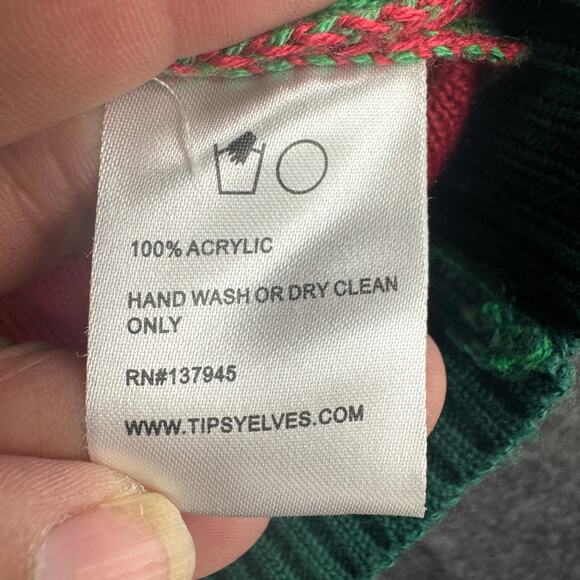 100% ACRYLIC
HAND WASH OR DRY CLEAN
ONLY
RN#137945
WWW.TIPSYELVES.COM